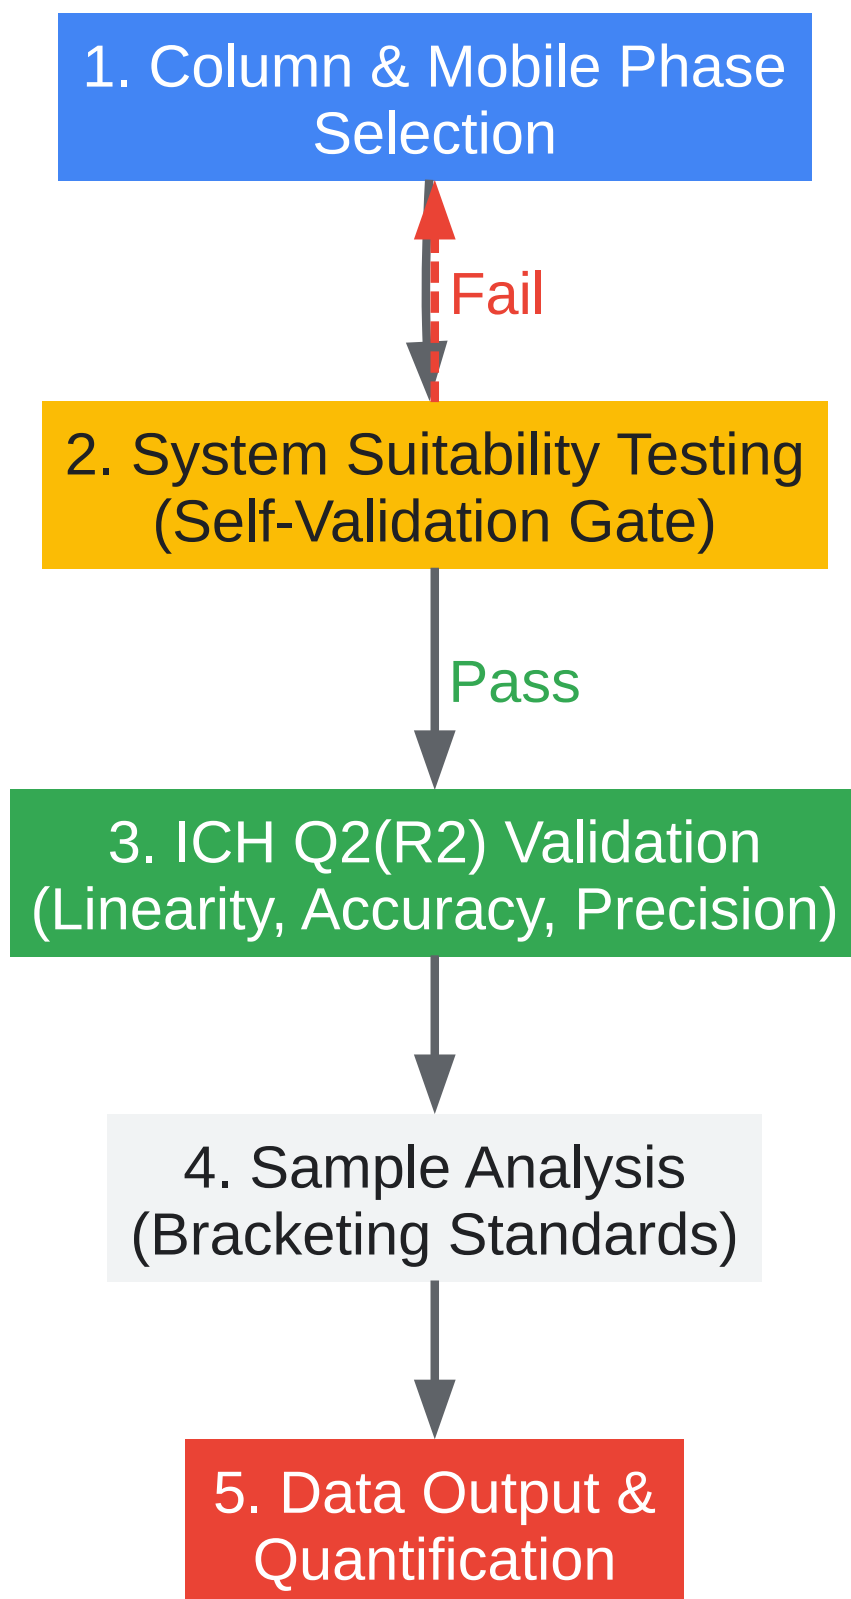 1. Column & Mobile Phase
Selection
Fail
2. System Suitability Testing
(Self-Validation Gate)
Pass
3. ICH Q2(R2) Validation
(Linearity, Accuracy, Precision)
4. Sample Analysis
(Bracketing Standards)
5. Data Output &
Quantification